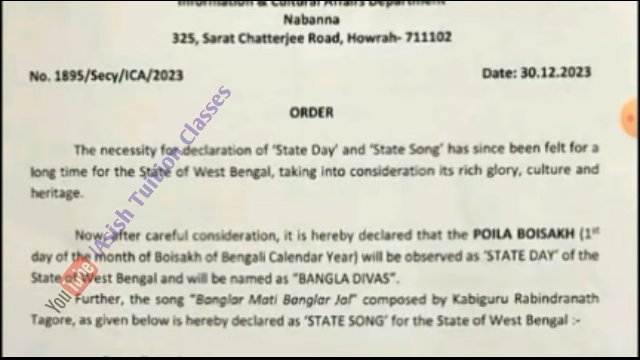 Information & Cultural Affairs Department
Nabanna
325, Sarat Chatterjee Road, Howrah- 711102
No. 1895/Secy/ICA/2023
Date: 30.12.2023
ORDER
The necessity for declaration of ‘State Day’ and ‘State Song’ has since been felt for a
long time for the State of West Bengal, taking into consideration its rich glory, culture and
heritage.
Now, after careful consideration, it is hereby declared that the POILA BOISAKH (1st
day of the month of Boisakh of Bengali Calendar Year) will be observed as ‘STATE DAY’ of the
State of West Bengal and will be named as “BANGLA DIVAS”.
Further, the song “Banglar Mati Banglar Jal” composed by Kabiguru Rabindranath
Tagore, as given below is hereby declared as ‘STATE SONG’ for the State of West Bengal :-
YouTube/Asish Tuition Classes